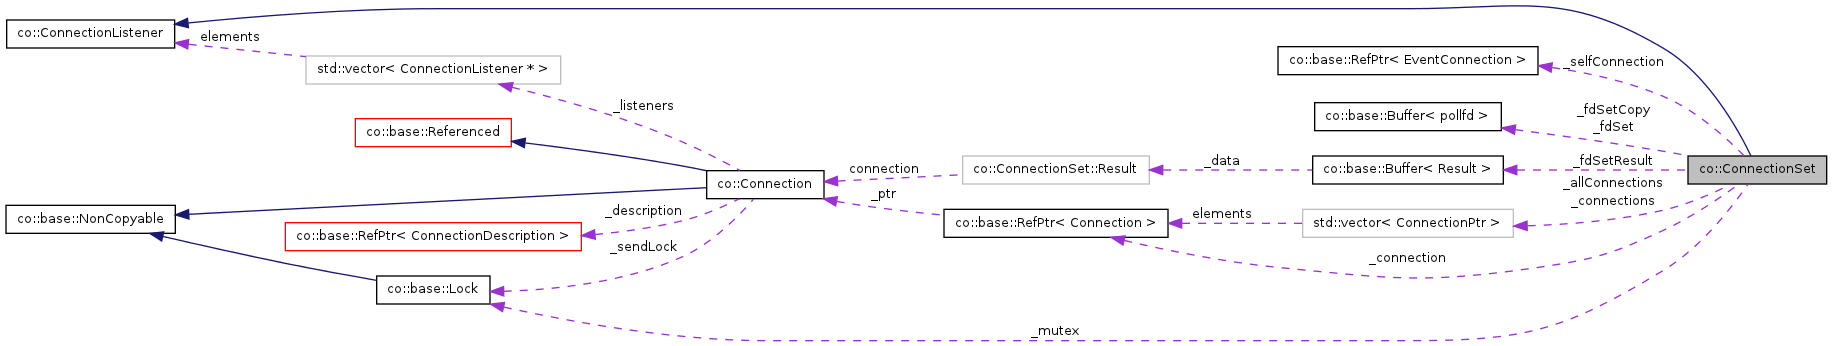 co::ConnectionListener
elements
std::vector< ConnectionListener * >
_listeners
co::base::Referenced
co::base::NonCopyable
_description
co::base::RefPtr< ConnectionDescription >
_sendLock
co::base::Lock
co::Connection
connection
_ptr
co::ConnectionSet::Result
_data
co::base::RefPtr< Connection >
elements
co::base::RefPtr< EventConnection >
_selfConnection
co::base::Buffer< pollfd >
_fdSetCopy
_fdSet
co::base::Buffer< Result >
_fdSetResult
std::vector< ConnectionPtr >
_allConnections
_connections
_connection
_mutex
co::ConnectionSet